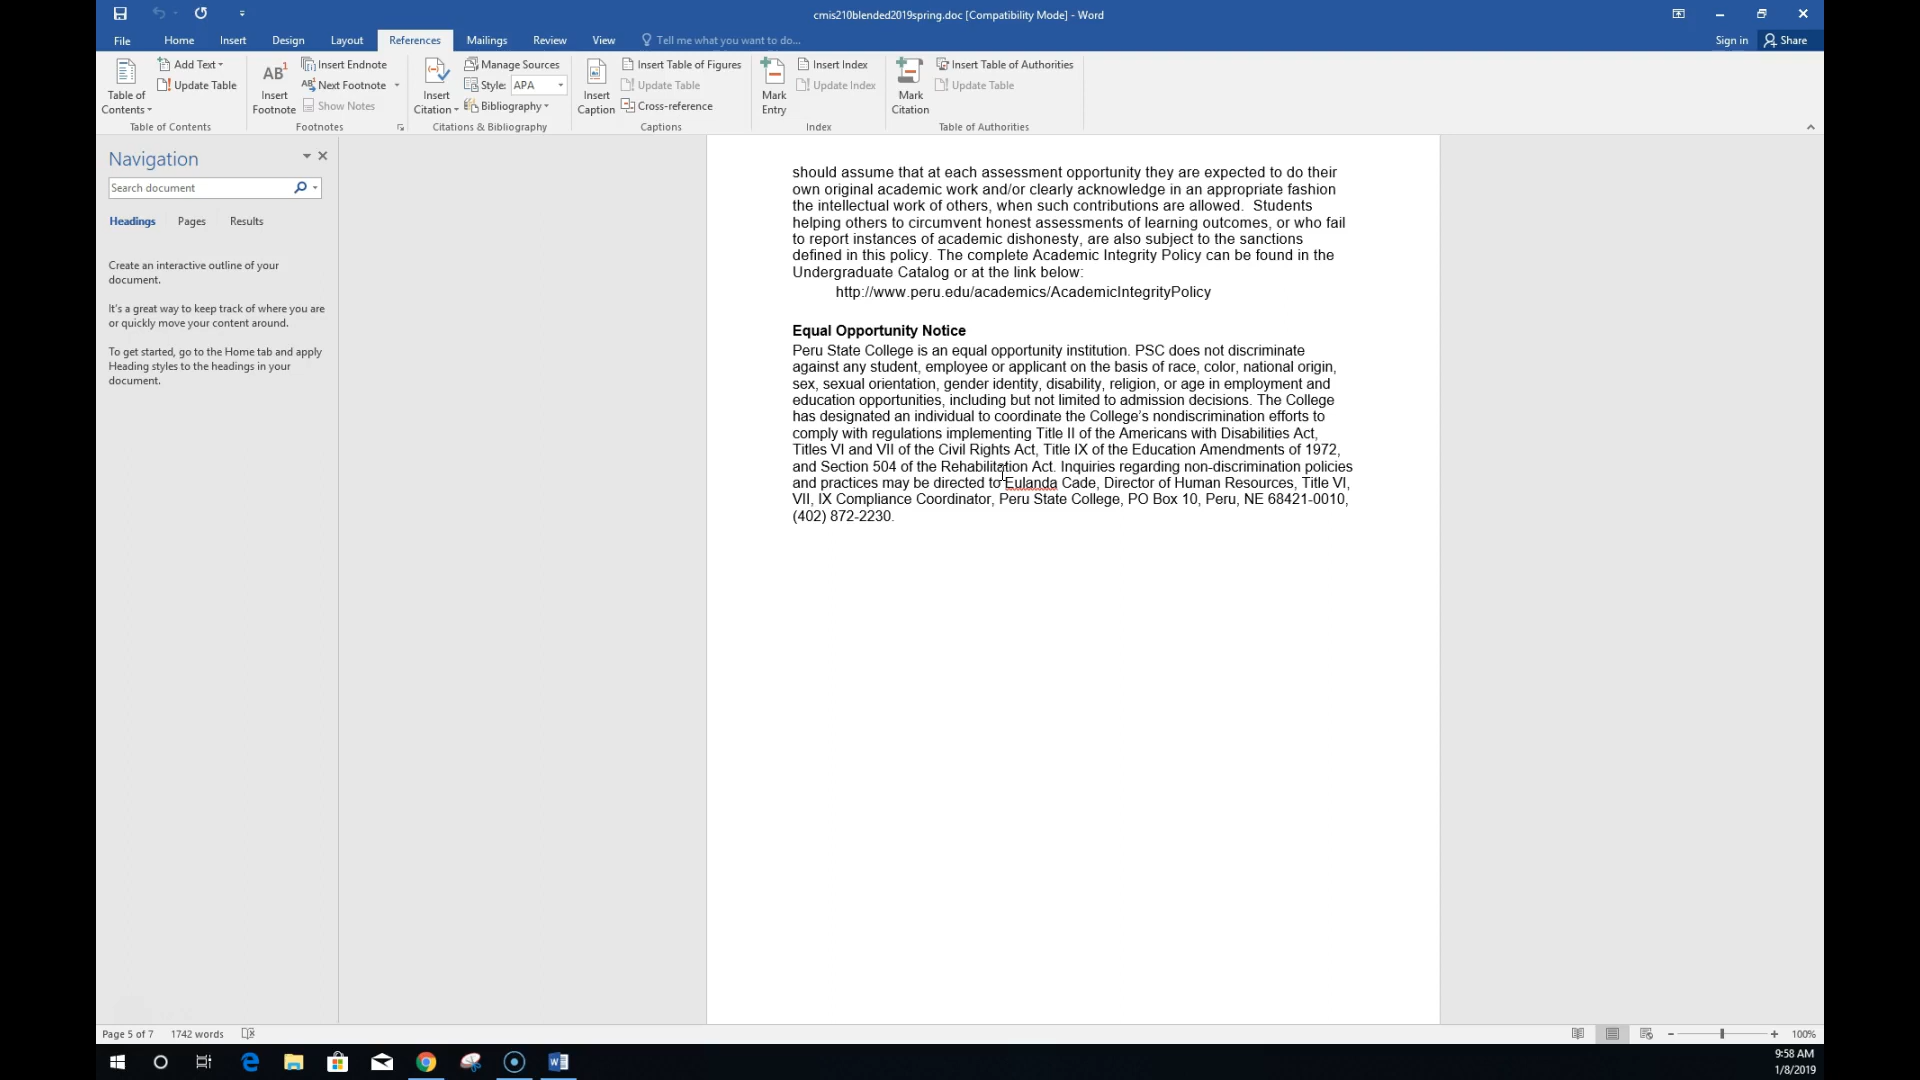 cmis210blended2019spring.doc [Compatibility Mode] - Word
File Home Insert Design Layout References Mailings Review View Tell me what you want to do... Sign in Share
Table of Contents
Add Text
Update Table
Table of Contents
AB1 Insert Footnote
Insert Endnote
AB1 Next Footnote
Show Notes
Footnotes
Insert Citation
Manage Sources
Style: APA
Bibliography
Citations & Bibliography
Insert Caption
Insert Table of Figures
Update Table
Cross-reference
Captions
Mark Entry
Insert Index
Update Index
Index
Mark Citation
Insert Table of Authorities
Update Table
Table of Authorities
Navigation
Search document
Headings Pages Results
Create an interactive outline of your
document.
It's a great way to keep track of where you are
or quickly move your content around.
To get started, go to the Home tab and apply
Heading styles to the headings in your
document.
should assume that at each assessment opportunity they are expected to do their
own original academic work and/or clearly acknowledge in an appropriate fashion
the intellectual work of others, when such contributions are allowed.  Students
helping others to circumvent honest assessments of learning outcomes, or who fail
to report instances of academic dishonesty, are also subject to the sanctions
defined in this policy. The complete Academic Integrity Policy can be found in the
Undergraduate Catalog or at the link below:
http://www.peru.edu/academics/AcademicIntegrityPolicy
Equal Opportunity Notice
Peru State College is an equal opportunity institution. PSC does not discriminate
against any student, employee or applicant on the basis of race, color, national origin,
sex, sexual orientation, gender identity, disability, religion, or age in employment and
education opportunities, including but not limited to admission decisions. The College
has designated an individual to coordinate the College's nondiscrimination efforts to
comply with regulations implementing Title II of the Americans with Disabilities Act,
Titles VI and VII of the Civil Rights Act, Title IX of the Education Amendments of 1972,
and Section 504 of the Rehabilitation Act. Inquiries regarding non-discrimination policies
and practices may be directed to Eulanda Cade, Director of Human Resources, Title VI,
VII, IX Compliance Coordinator, Peru State College, PO Box 10, Peru, NE 68421-0010,
(402) 872-2230.
Page 5 of 7 1742 words 100%
9:58 AM
1/8/2019